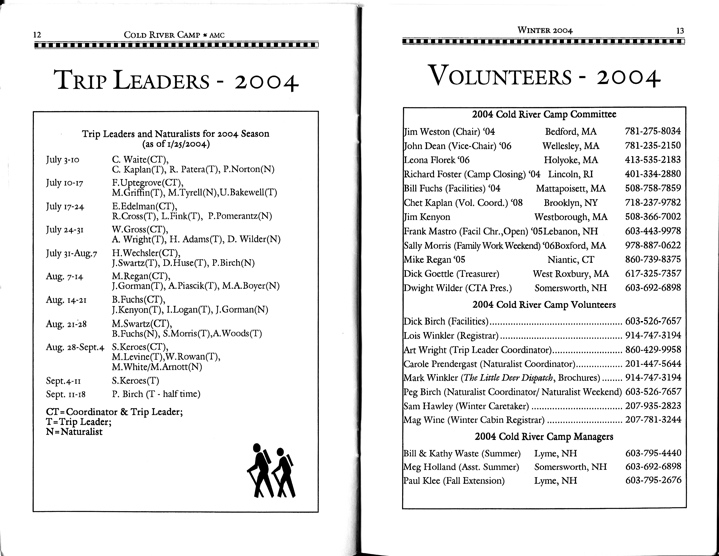 12
COLD RIVER CAMP ★ AMC
TRIP LEADERS - 2004
Trip Leaders and Naturalists for 2004 Season
(as of 1/25/2004)
July 3-10 C. Waite(CT),
C. Kaplan(T), R. Patera(T), P.Norton(N)
July 10-17 F.Uptegrove(CT),
M.Griffin(T), M.Tyrell(N),U.Bakewell(T)
July 17-24 E.Edelman(CT),
R.Cross(T), L.Fink(T), P.Pomerantz(N)
July 24-31 W.Gross(CT),
A. Wright(T), H. Adams(T), D. Wilder(N)
July 31-Aug.7 H.Wechsler(CT),
J.Swartz(T), D.Huse(T), P.Birch(N)
Aug. 7-14 M.Regan(CT),
J.Gorman(T), A.Piascik(T), M.A.Boyer(N)
Aug. 14-21 B.Fuchs(CT),
J.Kenyon(T), I.Logan(T), J.Gorman(N)
Aug. 21-28 M.Swartz(CT),
B.Fuchs(N), S.Morris(T),A.Woods(T)
Aug. 28-Sept.4 S.Keroes(CT),
M.Levine(T),W.Rowan(T),
M.White/M.Arnott(N)
Sept.4-11 S.Keroes(T)
Sept. 11-18 P. Birch (T - half time)
CT=Coordinator & Trip Leader;
T=Trip Leader;
N=Naturalist
WINTER 2004
13
VOLUNTEERS - 2004
2004 Cold River Camp Committee
Jim Weston (Chair) '04 Bedford, MA 781-275-8034
John Dean (Vice-Chair) '06 Wellesley, MA 781-235-2150
Leona Florek '06 Holyoke, MA 413-535-2183
Richard Foster (Camp Closing) '04 Lincoln, RI 401-334-2880
Bill Fuchs (Facilities) '04 Mattapoisett, MA 508-758-7859
Chet Kaplan (Vol. Coord.) '08 Brooklyn, NY 718-237-9782
Jim Kenyon Westborough, MA 508-366-7002
Frank Mastro (Facil Chr.,Open) '05Lebanon, NH 603-443-9978
Sally Morris (Family Work Weekend) '06Boxford, MA 978-887-0622
Mike Regan '05 Niantic, CT 860-739-8375
Dick Goettle (Treasurer) West Roxbury, MA 617-325-7357
Dwight Wilder (CTA Pres.) Somersworth, NH 603-692-6898
2004 Cold River Camp Volunteers
Dick Birch (Facilities)................................................ 603-526-7657
Lois Winkler (Registrar)............................................. 914-747-3194
Art Wright (Trip Leader Coordinator)........................ 860-429-9958
Carole Prendergast (Naturalist Coordinator)................ 201-447-5644
Mark Winkler (The Little Deer Dispatch, Brochures) ........ 914-747-3194
Peg Birch (Naturalist Coordinator/ Naturalist Weekend) 603-526-7657
Sam Hawley (Winter Caretaker) ................................ 207-935-2823
Mag Wine (Winter Cabin Registrar) ........................... 207-781-3244
2004 Cold River Camp Managers
Bill & Kathy Waste (Summer) Lyme, NH 603-795-4440
Meg Holland (Asst. Summer) Somersworth, NH 603-692-6898
Paul Klee (Fall Extension) Lyme, NH 603-795-2676